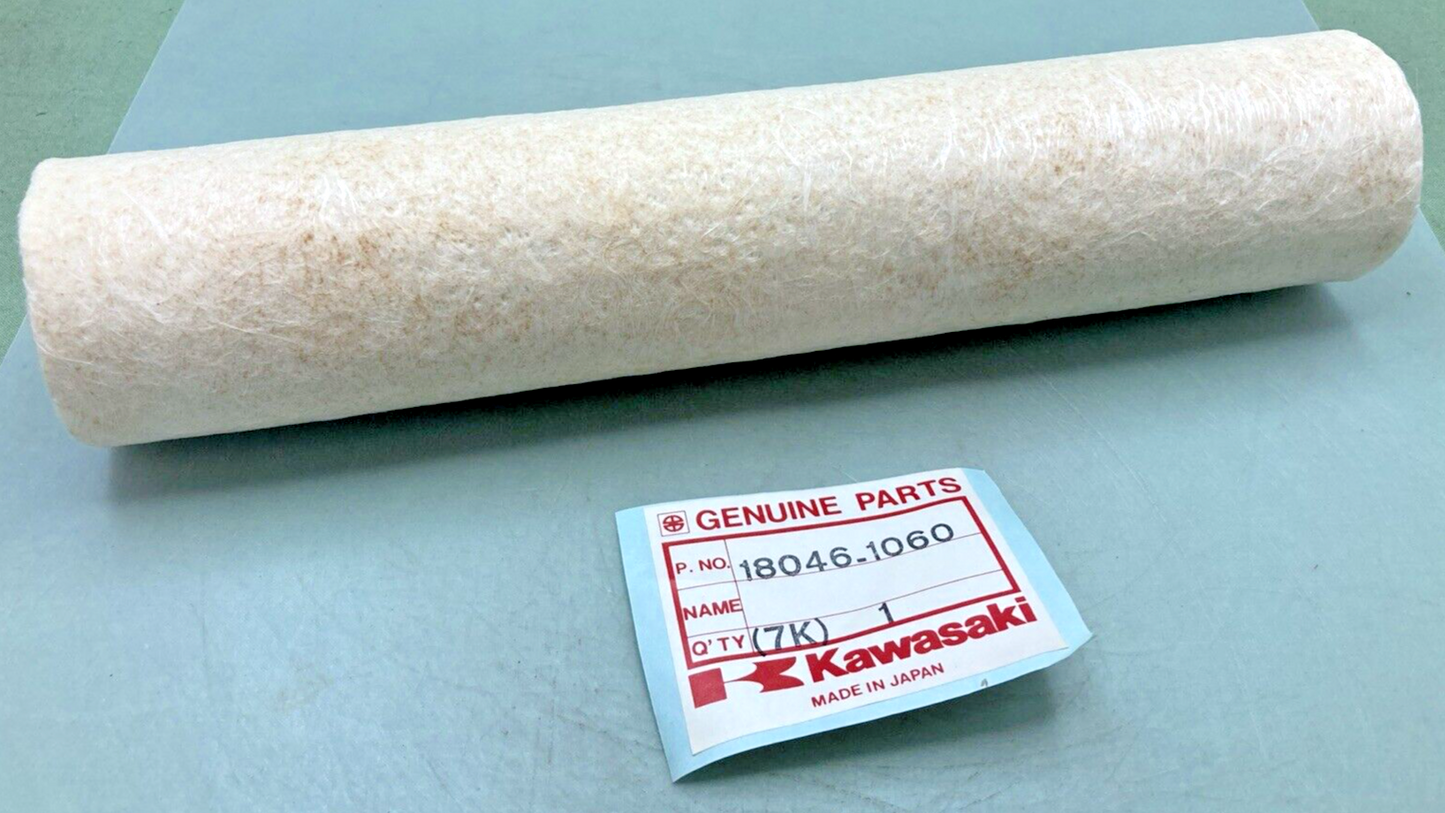 GENUINE PARTS
P. NO. 18046-1060
NAME
Q'TY (7K) 1
Kawasaki
MADE IN JAPAN